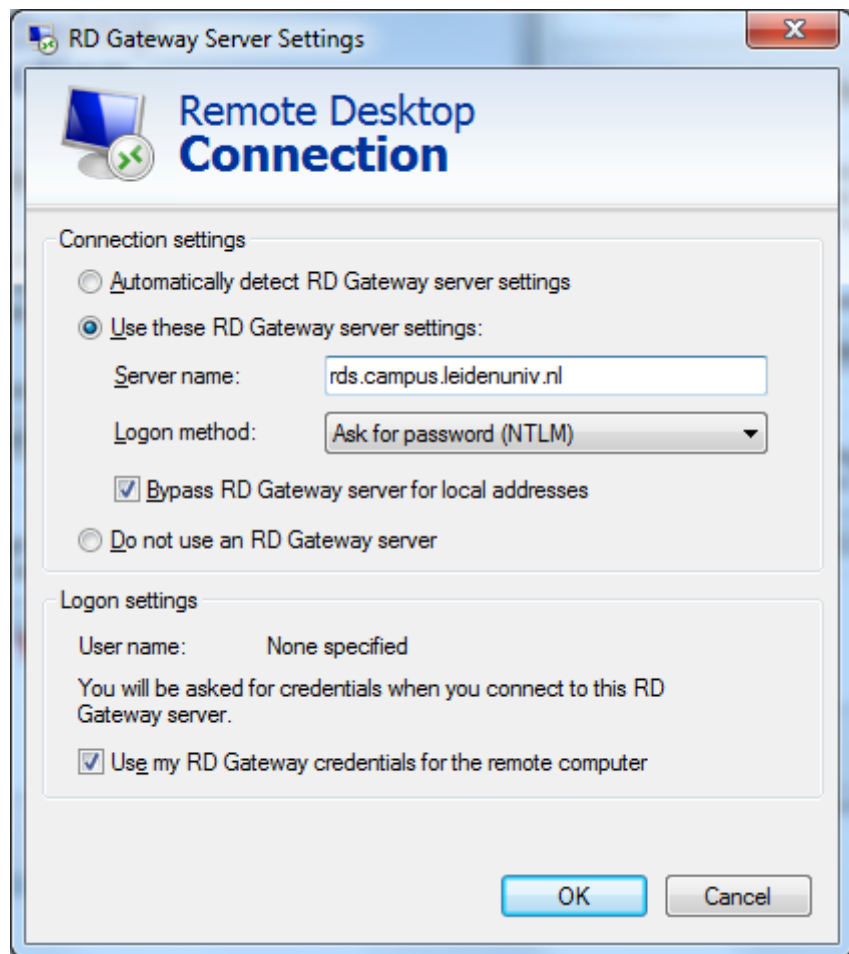 RD Gateway Server Settings
Remote Desktop
Connection
Connection settings
Automatically detect RD Gateway server settings
Use these RD Gateway server settings:
Server name: rds.campus.leidenuniv.nl
Logon method: Ask for password (NTLM)
Bypass RD Gateway server for local addresses
Do not use an RD Gateway server
Logon settings
User name: None specified
You will be asked for credentials when you connect to this RD
Gateway server.
Use my RD Gateway credentials for the remote computer
OK Cancel